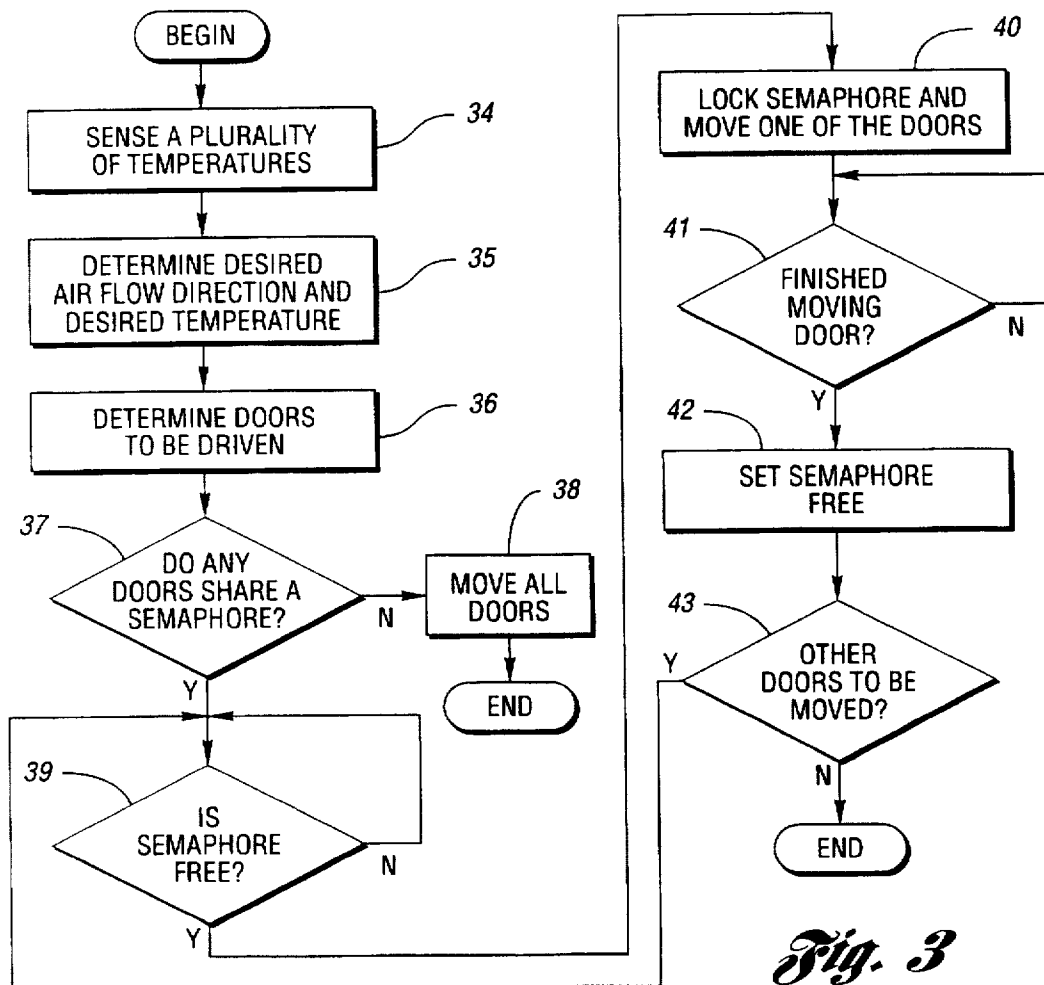 BEGIN
34
SENSE A PLURALITY
OF TEMPERATURES
35
DETERMINE DESIRED
AIR FLOW DIRECTION AND
DESIRED TEMPERATURE
36
DETERMINE DOORS
TO BE DRIVEN
37
DO ANY
DOORS SHARE A
SEMAPHORE?
N
Y
38
MOVE ALL
DOORS
END
39
IS
SEMAPHORE
FREE?
N
Y
40
LOCK SEMAPHORE AND
MOVE ONE OF THE DOORS
41
FINISHED
MOVING
DOOR?
N
Y
42
SET SEMAPHORE
FREE
43
OTHER
DOORS TO BE
MOVED?
Y
N
END
Fig. 3